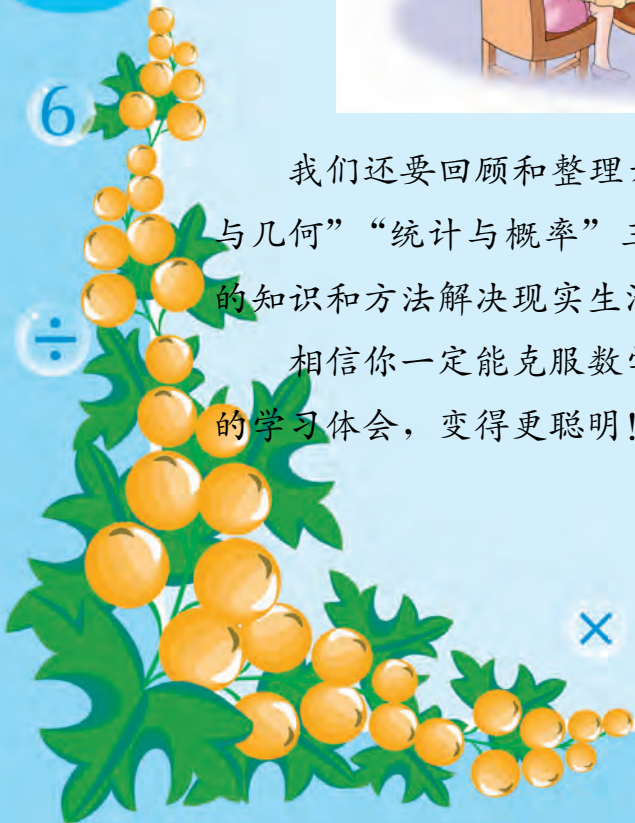 6
我们还要回顾和整理
与几何”“统计与概率”
的知识和方法解决现实生
÷
相信你一定能克服数
的学习体会，变得更聪明！
×